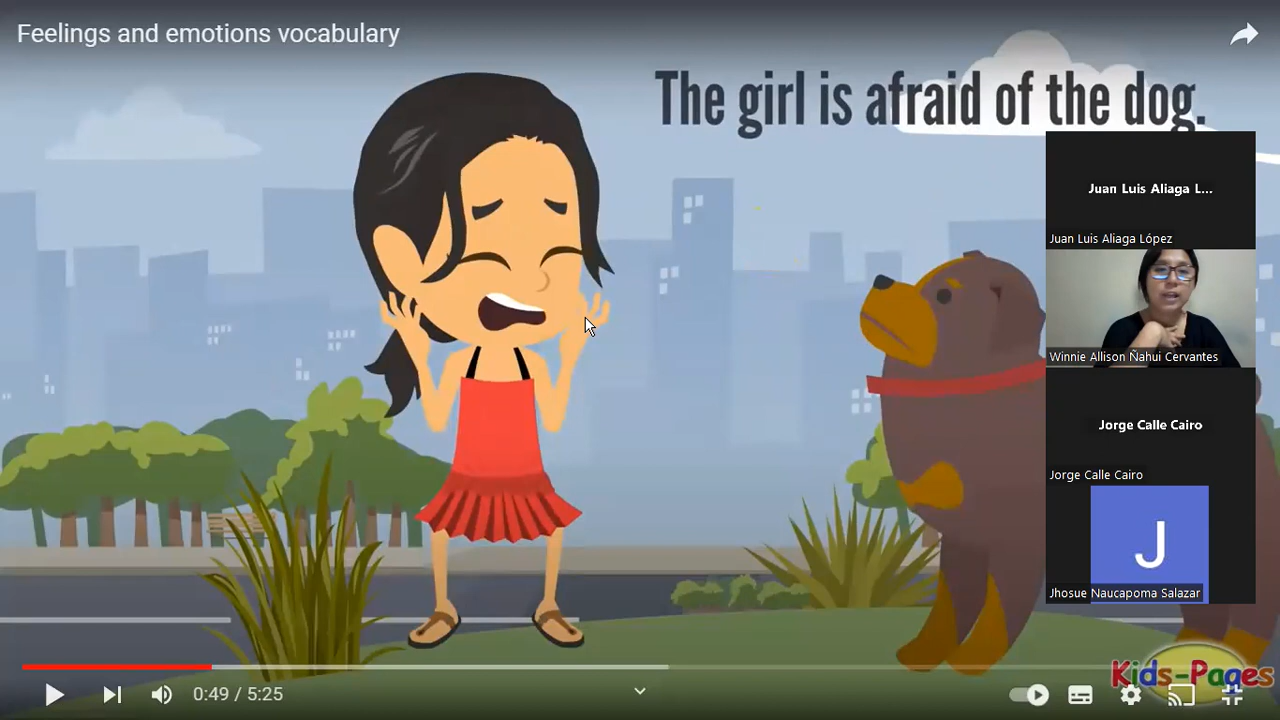 Feelings and emotions vocabulary
The girl is afraid of the dog.
Juan Luis Aliaga L...
Juan Luis Aliaga López
Winnie Allison Ñahui Cervantes
Jorge Calle Cairo
Jorge Calle Cairo
J
Jhosue Naucapoma Salazar
Kids-Pages
0:49 / 5:25